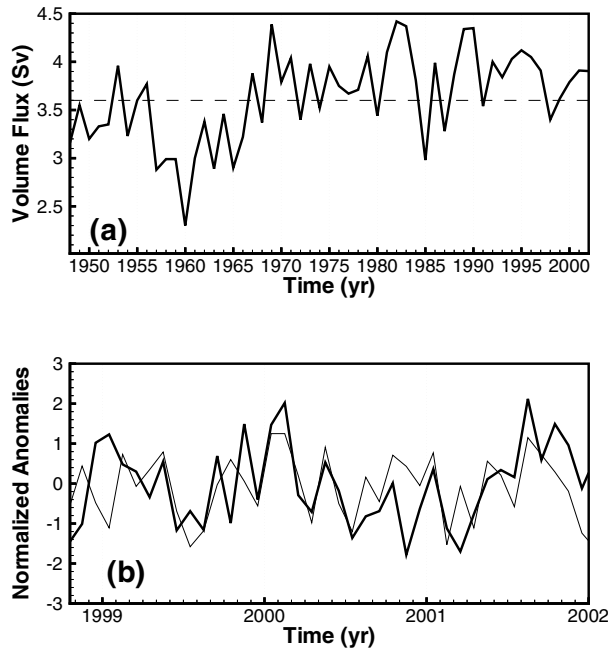 4.5
4
3.5
3
2.5
Volume Flux (Sv)
(a)
1950 1955 1960 1965 1970 1975 1980 1985 1990 1995 2000
Time (yr)
3
2
1
0
-1
-2
-3
Normalized Anomalies
(b)
1999 2000 2001 2002
Time (yr)